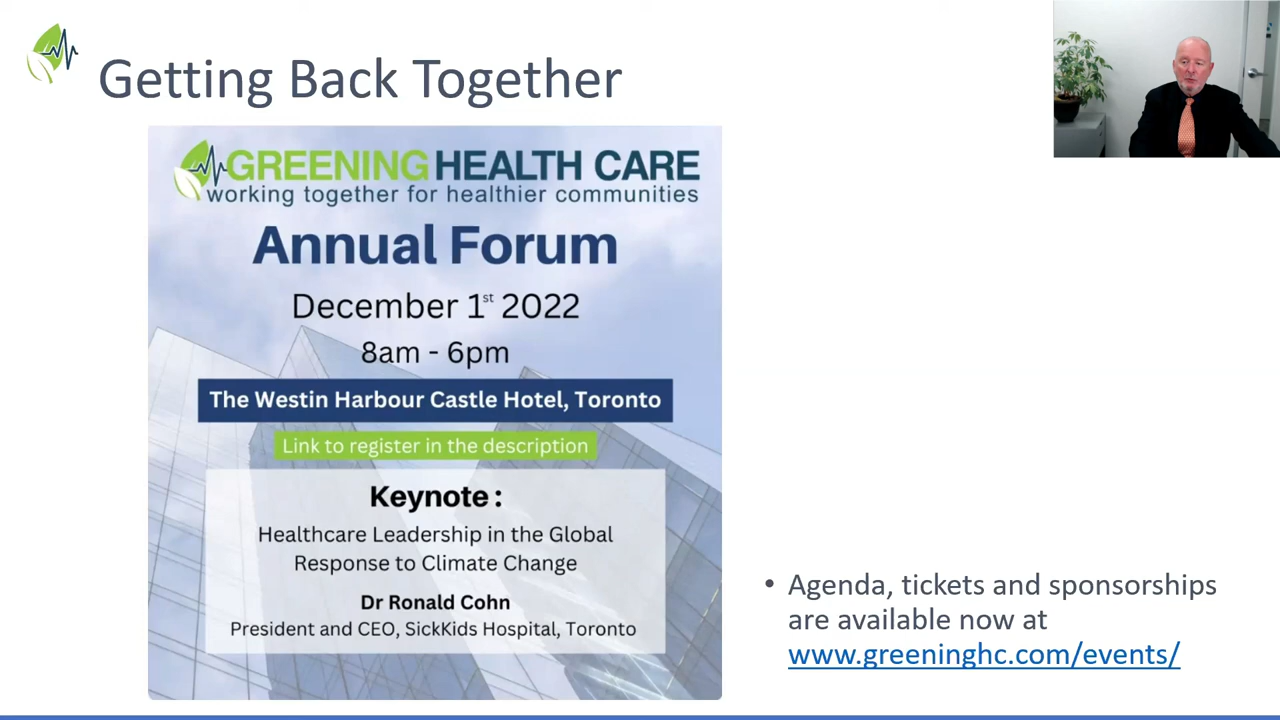 Getting Back Together
GREENING HEALTH CARE
working together for healthier communities
Annual Forum
December 1st 2022
8am - 6pm
The Westin Harbour Castle Hotel, Toronto
Link to register in the description
Keynote :
Healthcare Leadership in the Global
Response to Climate Change
Dr Ronald Cohn
President and CEO, SickKids Hospital, Toronto
• Agenda, tickets and sponsorships
are available now at
www.greeninghc.com/events/